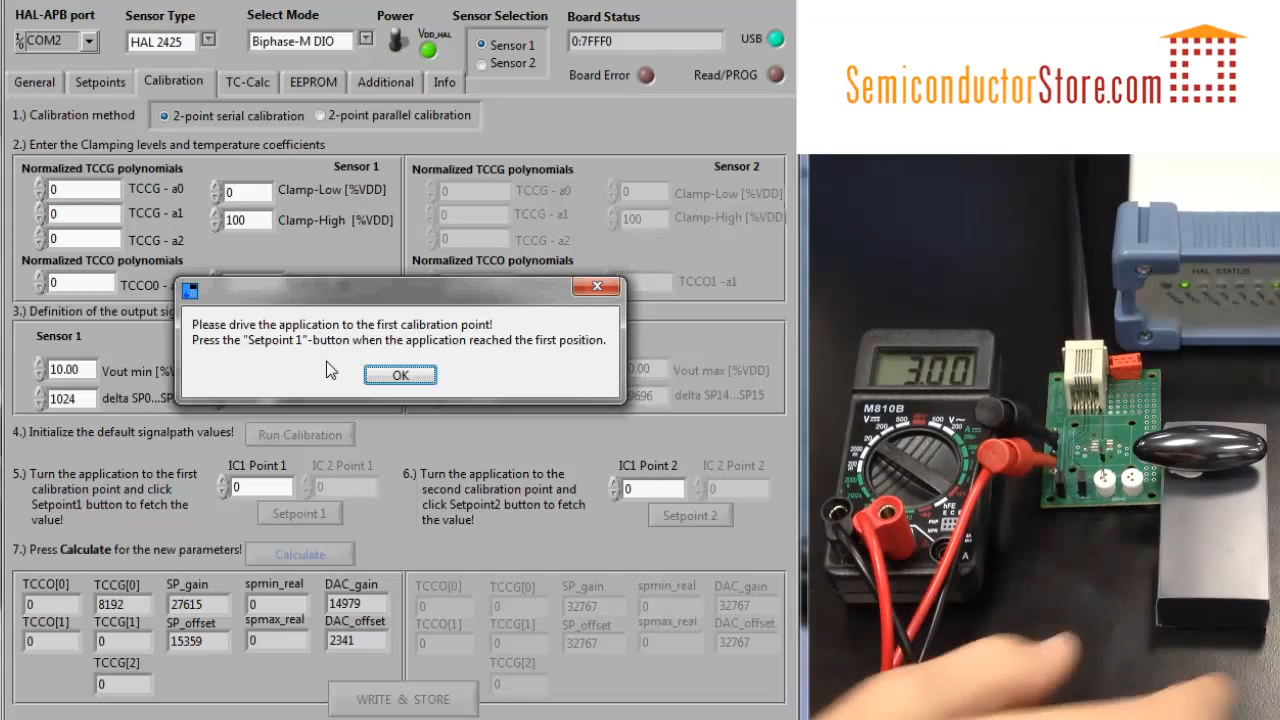 HAL-APB port
Sensor Type
Select Mode
Power
Sensor Selection
Board Status
COM2
HAL 2425
Biphase-M DIO
VDD_HAL
Sensor 1
Sensor 2
0:7FFF0
USB
Board Error
Read/PROG
General
Setpoints
Calibration
TC-Calc
EEPROM
Additional
Info
1.) Calibration method
2-point serial calibration
2-point parallel calibration
2.) Enter the Clamping levels and temperature coefficients
Normalized TCCG polynomials
Sensor 1
0 TCCG - a0
0 Clamp-Low [%VDD]
0 TCCG - a1
100 Clamp-High [%VDD]
0 TCCG - a2
Normalized TCCO polynomials
0 TCCO0 -
Normalized TCCG polynomials
Sensor 2
0 TCCG - a0
0 Clamp-Low [%VDD]
0 TCCG - a1
100 Clamp-High [%VDD]
0 TCCG - a2
Normalized TCCO polynomials
TCCO1 -a1
Please drive the application to the first calibration point!
Press the "Setpoint 1"-button when the application reached the first position.
OK
3.) Definition of the output sig
Sensor 1
10.00 Vout min [%V
1024 delta SP0...SP
0.00 Vout max [%VDD]
9696 delta SP14...SP15
4.) Initialize the default signalpath values!
Run Calibration
5.) Turn the application to the first
calibration point and click
Setpoint1 button to fetch the
value!
IC1 Point 1
IC 2 Point 1
0
0
Setpoint 1
6.) Turn the application to the
second calibration point and
click Setpoint2 button to fetch
the value!
IC1 Point 2
IC 2 Point 2
0
0
Setpoint 2
7.) Press Calculate for the new parameters!
Calculate
TCCO[0] TCCG[0] SP_gain spmin_real DAC_gain
0 8192 27615 0 14979
TCCO[1] TCCG[1] SP_offset spmax_real DAC_offset
0 0 15359 0 2341
TCCG[2]
0
TCCO[0] TCCG[0] SP_gain spmin_real DAC_gain
0 0 32767 0 32767
TCCO[1] TCCG[1] SP_offset spmax_real DAC_offset
0 0 32767 0 32767
TCCG[2]
0
WRITE & STORE
SemiconductorStore.com
HAL STATUS
3.00
M810B